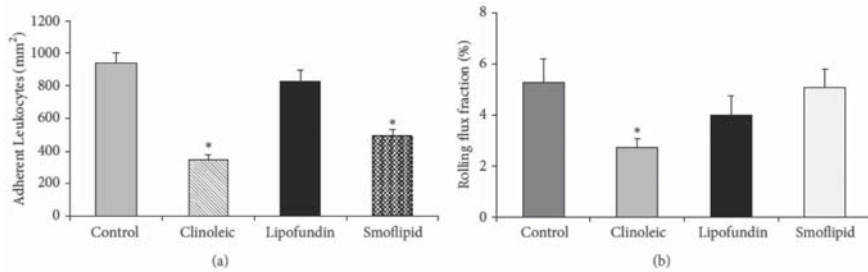 Adherent Leukocytes (mm²)
1200
1000
800
600
400
200
0
*
*
Control Clinoleic Lipofundin Smoflipid
(a)
Rolling flux fraction (%)
8
6
4
2
0
*
Control Clinoleic Lipofundin Smoflipid
(b)